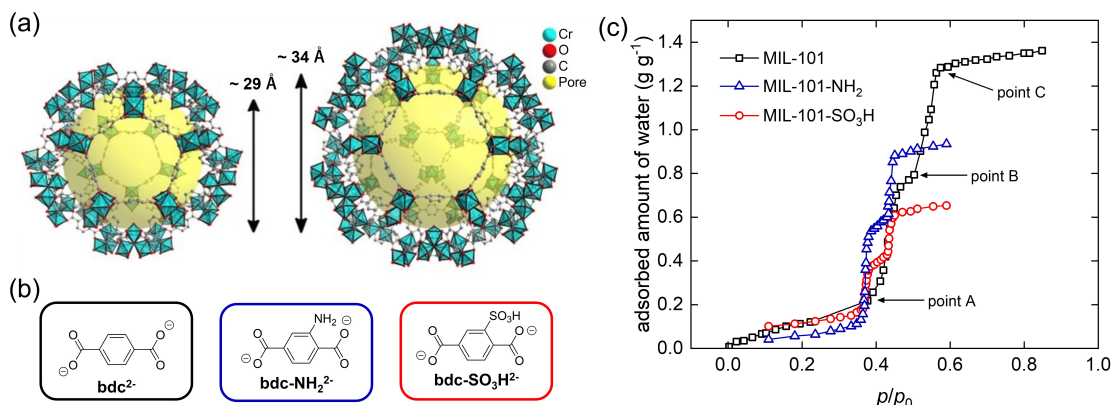 (a)
~ 29 Å
~ 34 Å
Cr
O
C
Pore
(b)
O
O
⊖
O
O
⊖
bdc²⁻
NH₂
O
O
⊖
O
O
⊖
bdc-NH₂²⁻
SO₃H
O
O
⊖
O
O
⊖
bdc-SO₃H²⁻
(c)
adsorbed amount of water (g g⁻¹)
1.4
1.2
1.0
0.8
0.6
0.4
0.2
0.0
MIL-101
MIL-101-NH₂
MIL-101-SO₃H
point C
point B
point A
0.0 0.2 0.4 0.6 0.8 1.0
p/p₀